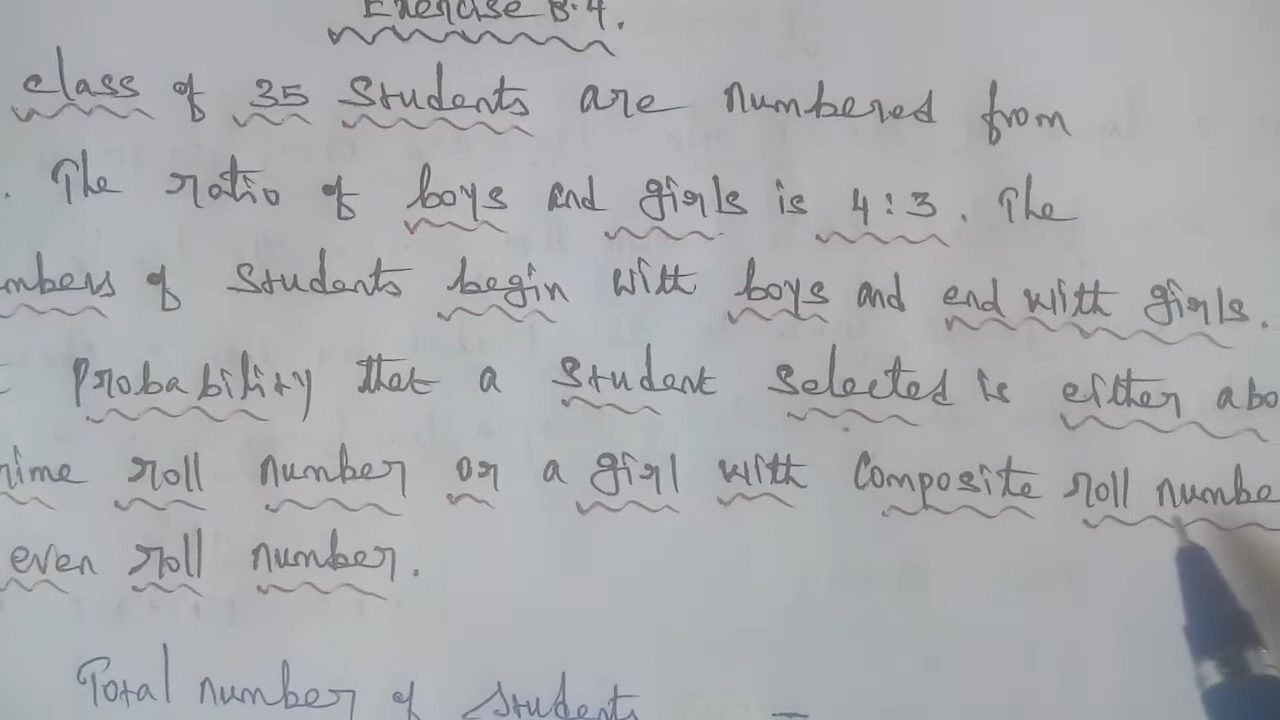 Exercise 8.4.
class of 35 Students are numbered from
. The ratio of boys and girls is 4:3. The
mbers of Students begin with boys and end with girls.
Probability that a Student Selected is either abo
rime roll number or a girl with Composite roll numbe
even roll number.
Total number of Students =